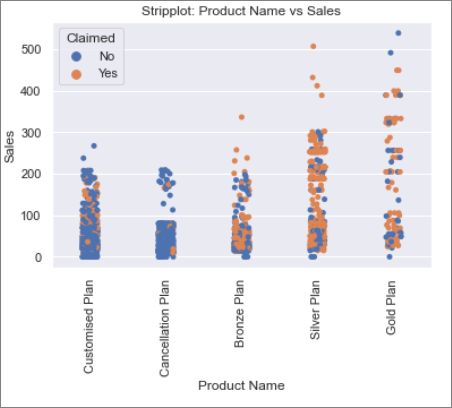 Stripplot: Product Name vs Sales
Claimed
No
Yes
500
400
300
200
100
0
Sales
Customised Plan
Cancellation Plan
Bronze Plan
Silver Plan
Gold Plan
Product Name